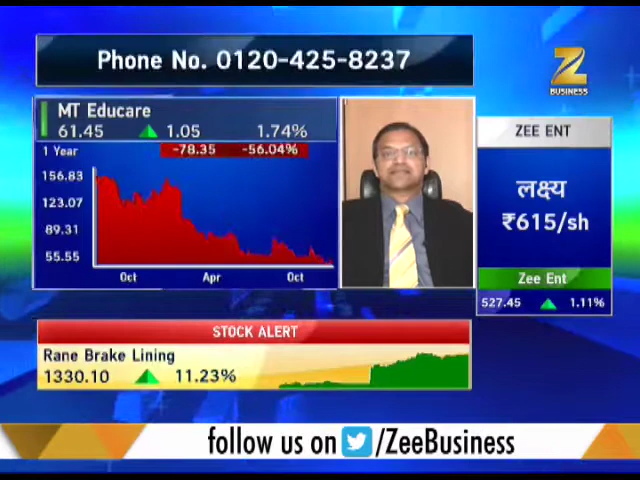 Phone No. 0120-425-8237
Z
BUSINESS
MT Educare
61.45 1.05 1.74%
1 Year -78.35 -56.04%
156.83
123.07
89.31
55.55
Oct Apr Oct
ZEE ENT
लक्ष्य
₹615/sh
Zee Ent
527.45 1.11%
STOCK ALERT
Rane Brake Lining
1330.10 11.23%
follow us on /ZeeBusiness